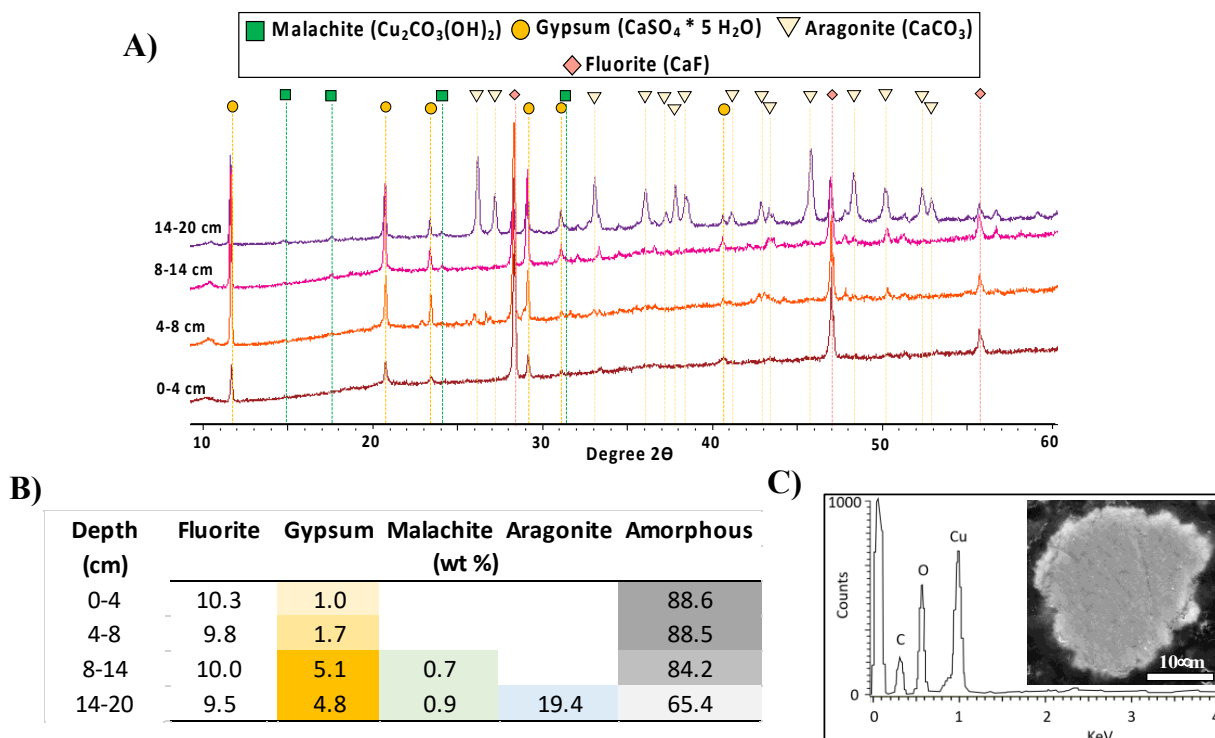 A)
Malachite (Cu₂CO₃(OH)₂) Gypsum (CaSO₄ * 5 H₂O) Aragonite (CaCO₃)
Fluorite (CaF)
14-20 cm
8-14 cm
4-8 cm
0-4 cm
10 20 30 40 50 60
Degree 2Θ
B)
Depth Fluorite Gypsum Malachite Aragonite Amorphous
(cm) (wt %)
0-4 10.3 1.0 88.6
4-8 9.8 1.7 88.5
8-14 10.0 5.1 0.7 84.2
14-20 9.5 4.8 0.9 19.4 65.4
C)
1000
Counts
0
C
O
Cu
10∞m
0 1 2 3 4
KeV